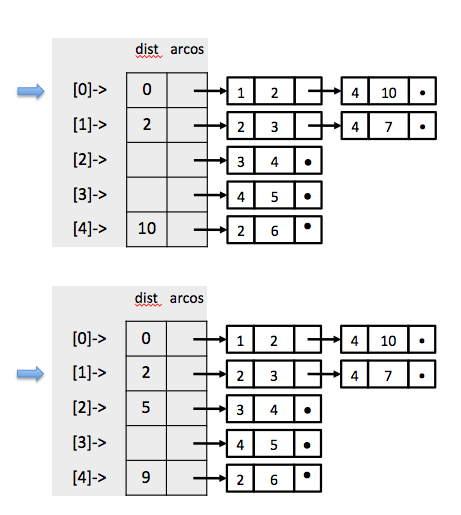 dist arcos
[0]-> 0 1 2 4 10
[1]-> 2 2 3 4 7
[2]-> 3 4
[3]-> 4 5
[4]-> 10 2 6
dist arcos
[0]-> 0 1 2 4 10
[1]-> 2 2 3 4 7
[2]-> 5 3 4
[3]-> 4 5
[4]-> 9 2 6